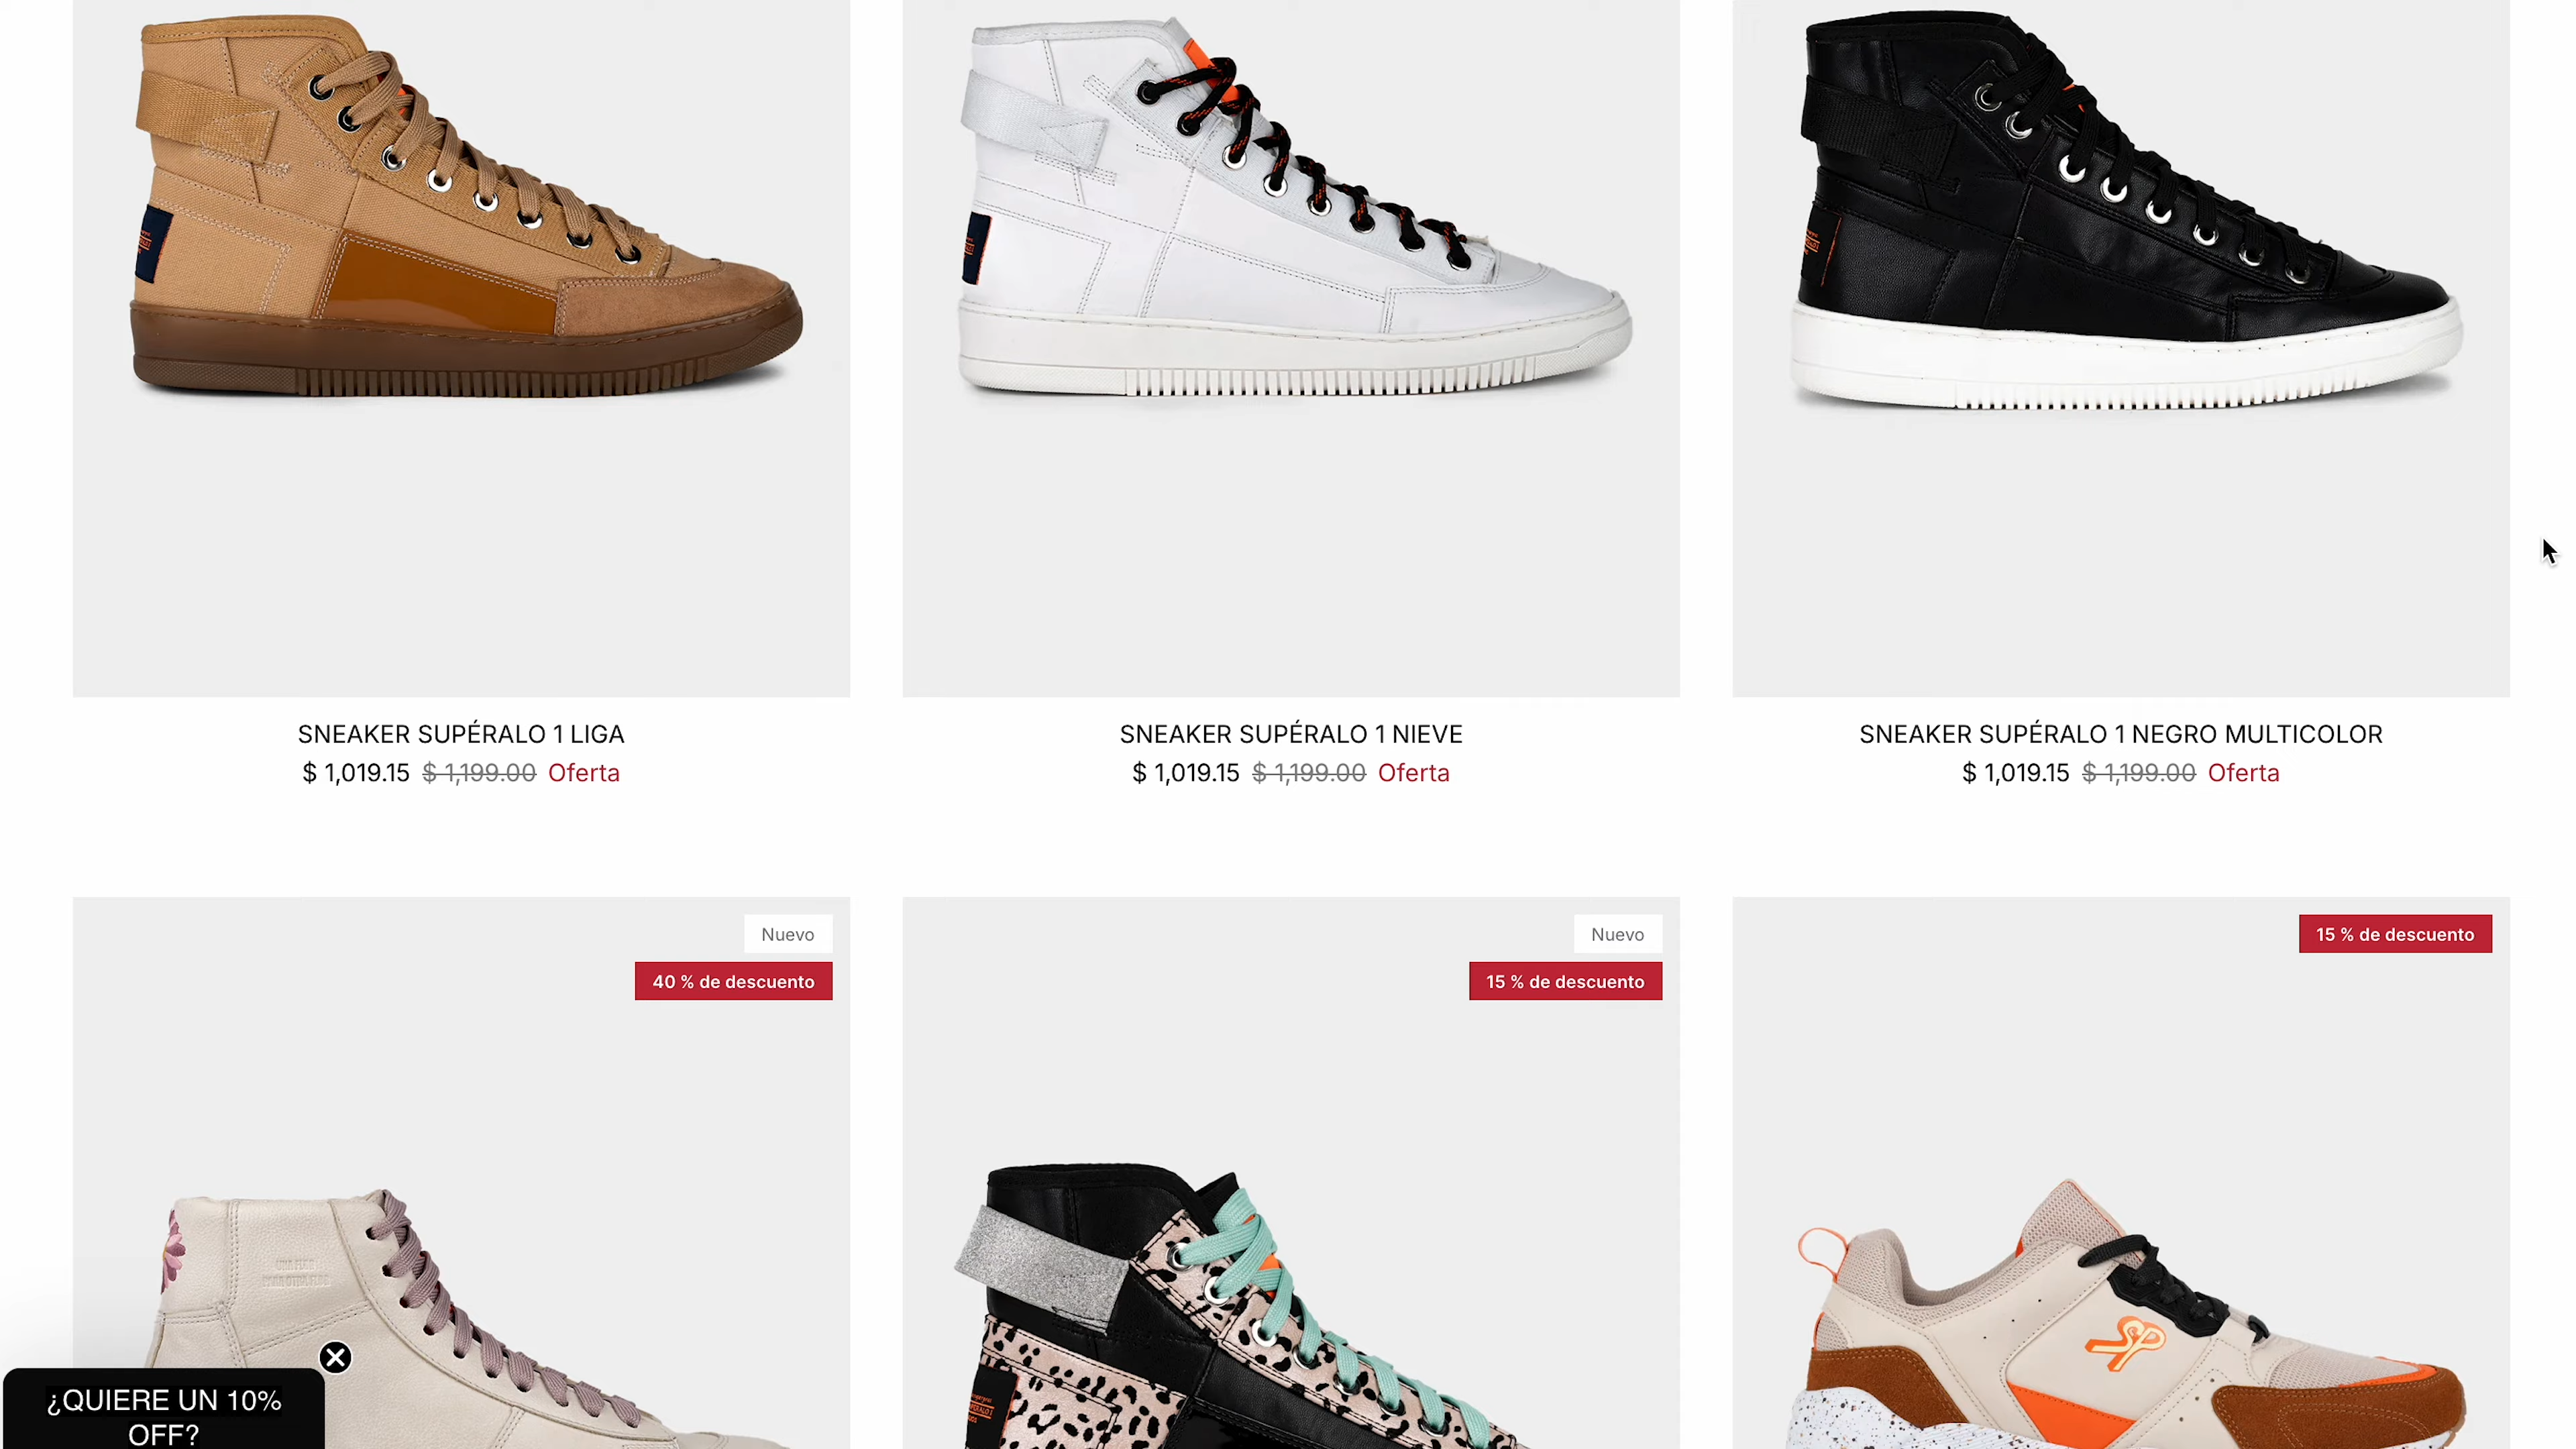 SNEAKER SUPÉRALO 1 LIGA
$ 1,019.15 $ 1,199.00 Oferta
SNEAKER SUPÉRALO 1 NIEVE
$ 1,019.15 $ 1,199.00 Oferta
SNEAKER SUPÉRALO 1 NEGRO MULTICOLOR
$ 1,019.15 $ 1,199.00 Oferta
Nuevo
40 % de descuento
Nuevo
15 % de descuento
15 % de descuento
SP
¿QUIERE UN 10%
OFF?